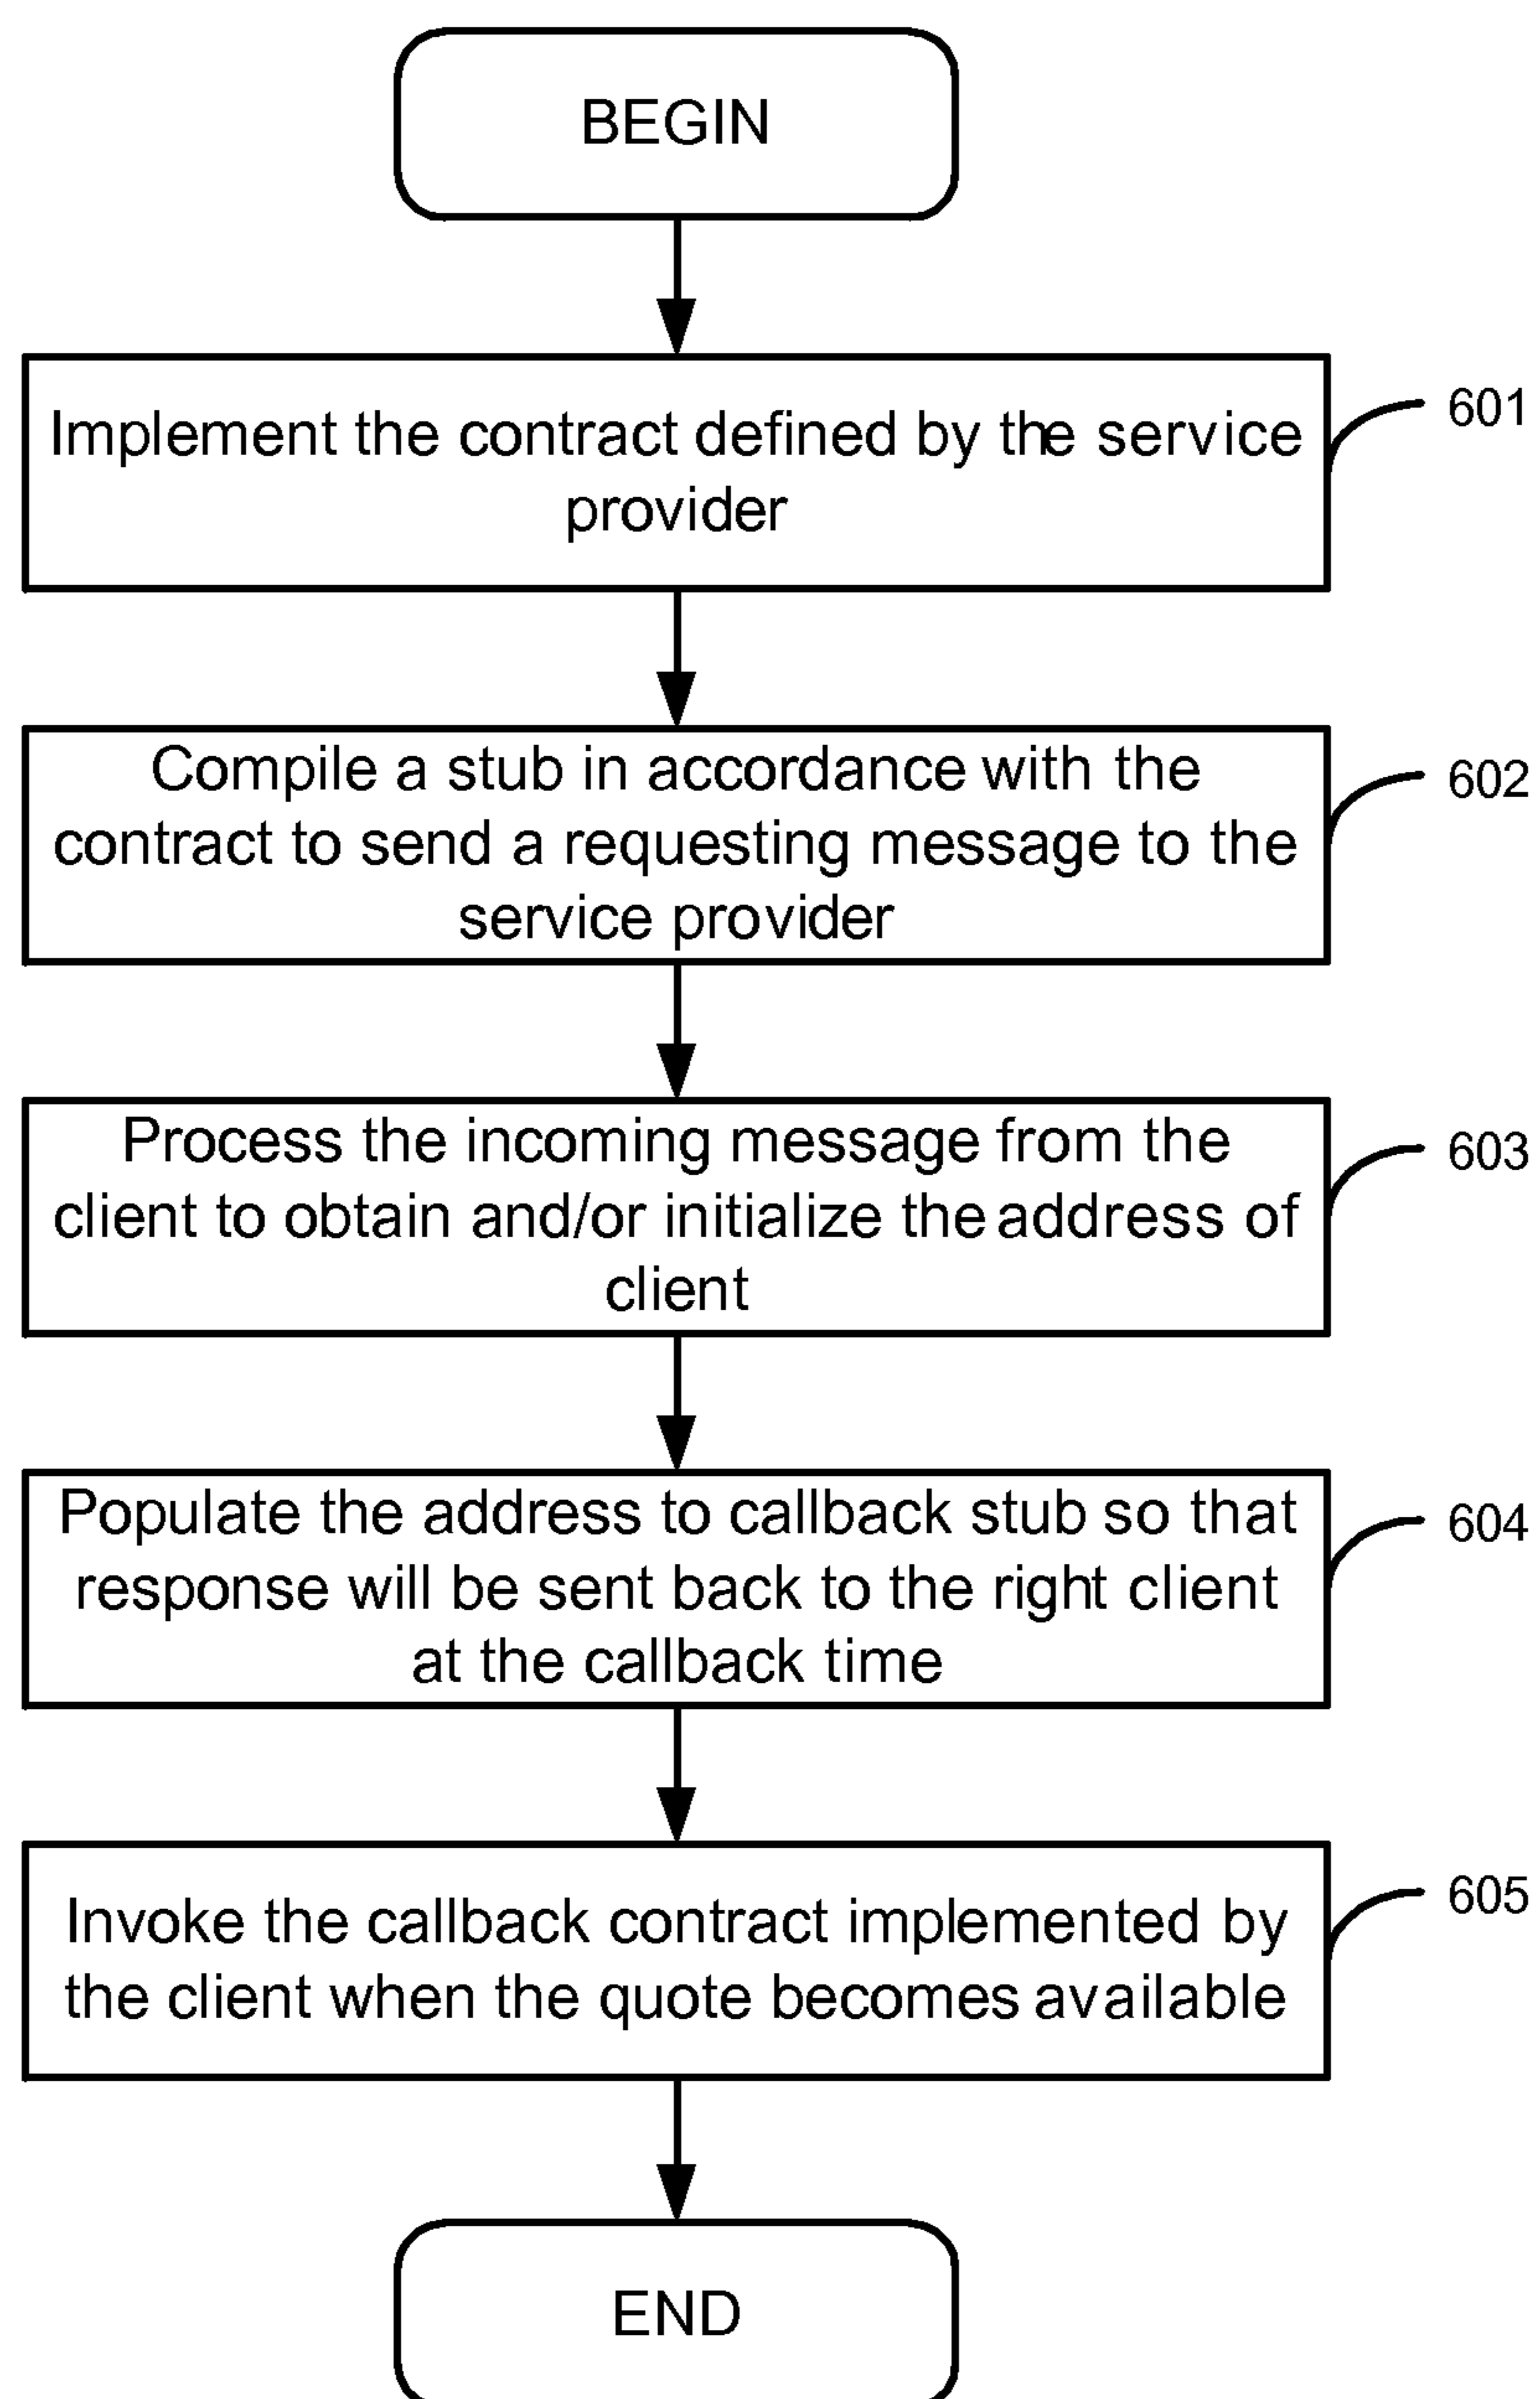 BEGIN
Implement the contract defined by the service
provider
601
Compile a stub in accordance with the
contract to send a requesting message to the
service provider
602
Process the incoming message from the
client to obtain and/or initialize the address of
client
603
Populate the address to callback stub so that
response will be sent back to the right client
at the callback time
604
Invoke the callback contract implemented by
the client when the quote becomes available
605
END